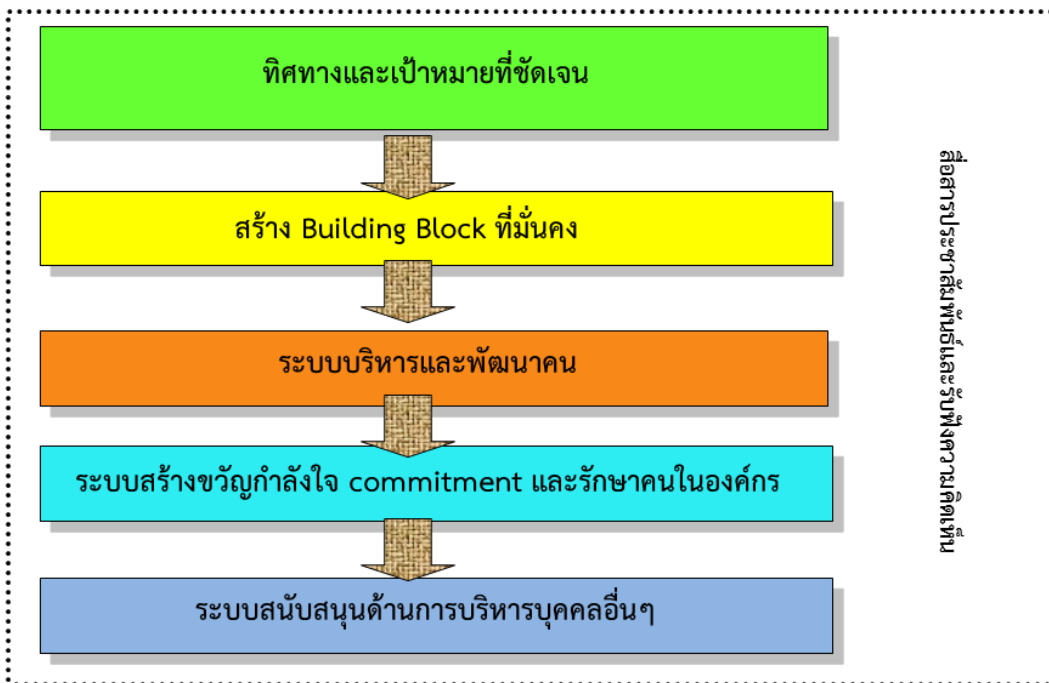 ทิศทางและเป้าหมายที่ชัดเจน
สร้าง Building Block ที่มั่นคง
ระบบบริหารและพัฒนาคน
ระบบสร้างขวัญกำลังใจ commitment และรักษาคนในองค์กร
ระบบสนับสนุนด้านการบริหารบุคคลอื่นๆ
สื่อสารประชาสัมพันธ์และรับฟังความคิดเห็น